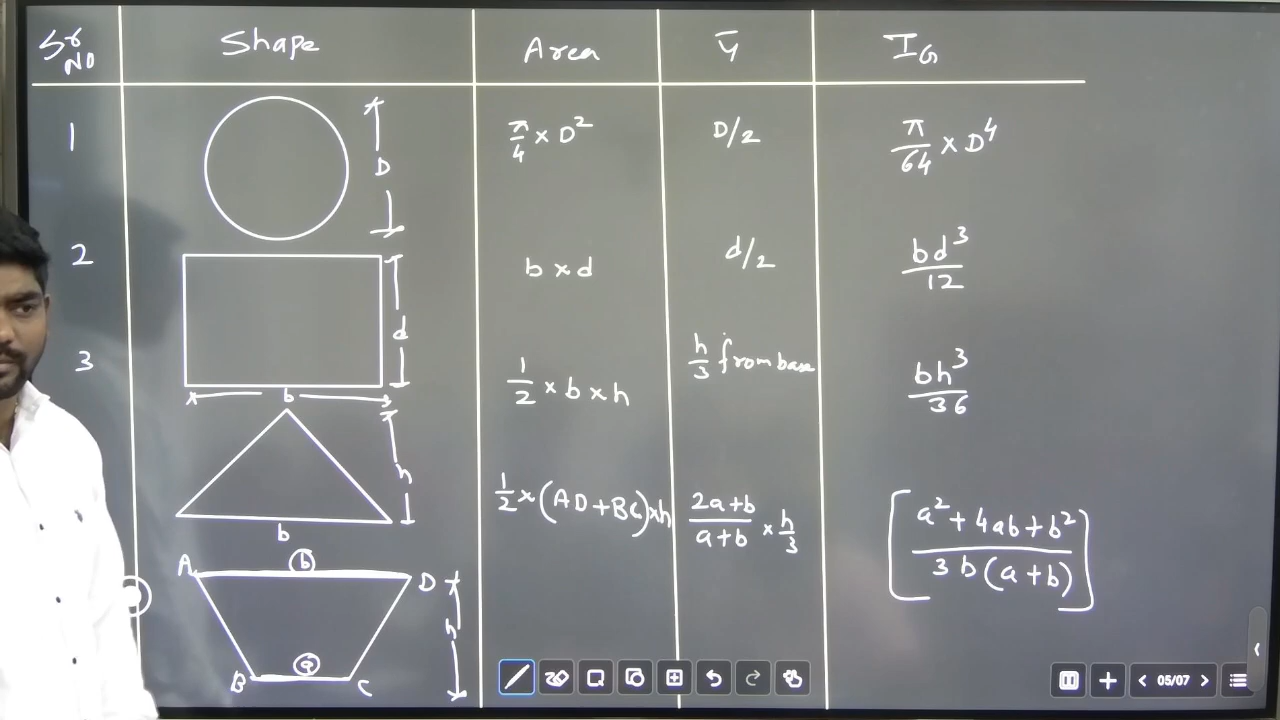 Sr NO Shape Area ȳ IG
1 D π/4 × D² D/2 π/64 × D⁴
2 d b b × d d/2 bd³/12
3 h b 1/2 × b × h h/3 from base bh³/36
A b D B a C h 1/2 × (AD + BC) × h 2a+b/a+b × h/3 [a² + 4ab + b²/3b(a+b)]
05/07